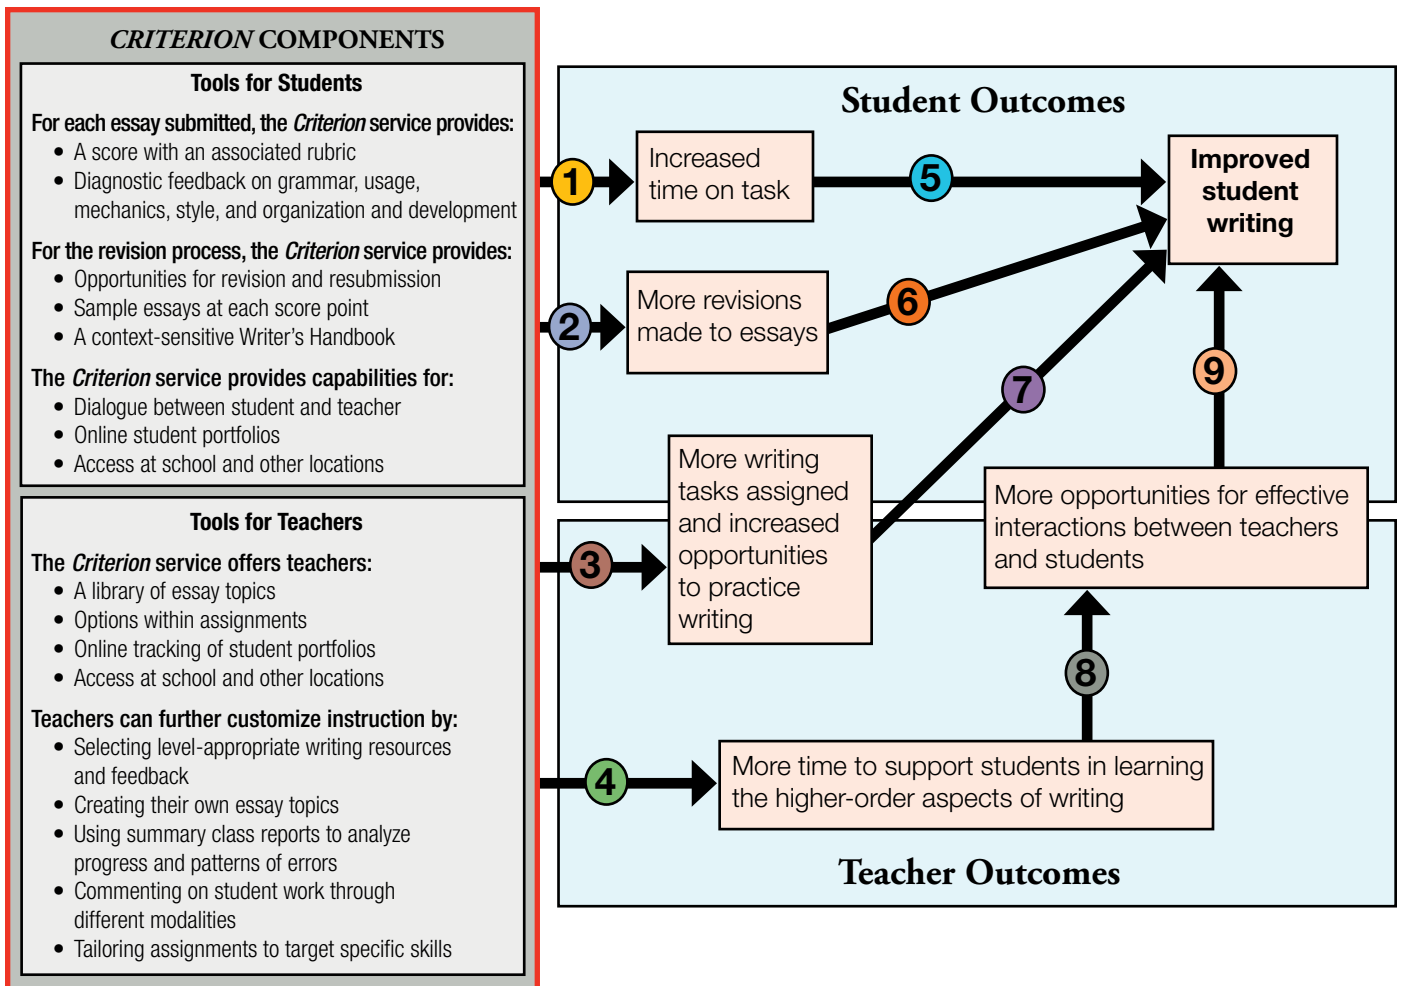 CRITERION COMPONENTS
Tools for Students
For each essay submitted, the Criterion service provides:
• A score with an associated rubric
• Diagnostic feedback on grammar, usage,
mechanics, style, and organization and development
For the revision process, the Criterion service provides:
• Opportunities for revision and resubmission
• Sample essays at each score point
• A context-sensitive Writer’s Handbook
The Criterion service provides capabilities for:
• Dialogue between student and teacher
• Online student portfolios
• Access at school and other locations
Tools for Teachers
The Criterion service offers teachers:
• A library of essay topics
• Options within assignments
• Online tracking of student portfolios
• Access at school and other locations
Teachers can further customize instruction by:
• Selecting level-appropriate writing resources
and feedback
• Creating their own essay topics
• Using summary class reports to analyze
progress and patterns of errors
• Commenting on student work through
different modalities
• Tailoring assignments to target specific skills
Student Outcomes
1
Increased
time on task
5
Improved
student
writing
2
More revisions
made to essays
6
7
9
3
More writing
tasks assigned
and increased
opportunities
to practice
writing
More opportunities for effective
interactions between teachers
and students
8
4
More time to support students in learning
the higher-order aspects of writing
Teacher Outcomes